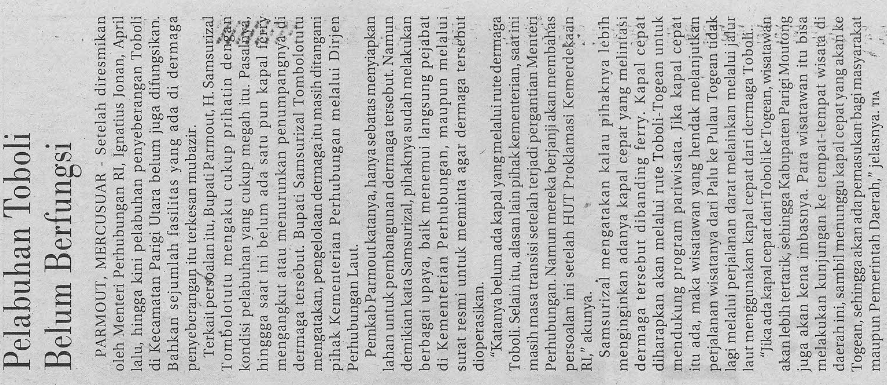 Pelabuhan Toboli
Belum Berfungsi
PARMOUT, MERCUSUAR - Setelah diresmikan
oleh Menteri Perhubungan RI, Ignatius Jonan, April
lalu, hingga kini pelabuhan penyeberangan Toboli
di Kecamatan Parigi Utara belum juga difungsikan.
Bahkan sejumlah fasilitas yang ada di dermaga
penyeberangan itu terkesan mubazir.
Terkait persoalan itu, Bupati Parmout, H. Samsurizal
Tombolotutu mengaku cukup prihatin dengan
kondisi pelabuhan yang cukup megah itu. Pasalnya,
hinggga saat ini belum ada satu pun kapal ferry
mengangkut atau menurunkan penumpangnya di
dermaga tersebut. Bupati Samsurizal Tombolotutu
mengatakan, pengelolaan dermaga itu masih ditangani
pihak Kementerian Perhubungan melalui Dirjen
Perhubungan Laut.
Pemkab Parmout katanya, hanya sebatas menyiapkan
lahan untuk pembangunan dermaga tersebut. Namun
demikian kata Samsurizal, pihaknya sudah melakukan
berbagai upaya, baik menemui langsung pejabat
di Kementerian Perhubungan, maupun melalui
surat resmi untuk meminta agar dermaga tersebut
dioperasikan.
“Katanya belum ada kapal yang melalui rute dermaga
Toboli. Selain itu, alasan lain pihak kementerian, saat ini
masih masa transisi setelah terjadi pergantian Menteri
Perhubungan. Namun mereka berjanji akan membahas
persoalan ini setelah HUT Proklamasi Kemerdekaan
RI,” akunya.
Samsurizal mengatakan kalau pihaknya lebih
menginginkan adanya kapal cepat yang melintasi
dermaga tersebut dibanding ferry. Kapal cepat
diharapkan akan melalui rute Toboli-Togean untuk
mendukung program pariwisata. Jika kapal cepat
itu ada, maka wisatawan yang hendak melanjutkan
perjalanan wisatanya dari Palu ke Pulau Togean tidak
lagi melalui perjalanan darat melainkan melalui jalur
laut menggunakan kapal cepat dari dermaga Toboli.
“Jika ada kapal cepat dari Toboli ke Togean, wisatawan
akan lebih tertarik, sehingga Kabupaten Parigi Moutong
juga akan kena imbasnya. Para wisatawan itu bisa
melakukan kunjungan ke tempat-tempat wisata di
daerah ini, sambil menunggu kapal cepat yang akan ke
Togean, sehingga akan ada pemasukan bagi masyarakat
maupun Pemerintah Daerah,” jelasnya. TIA